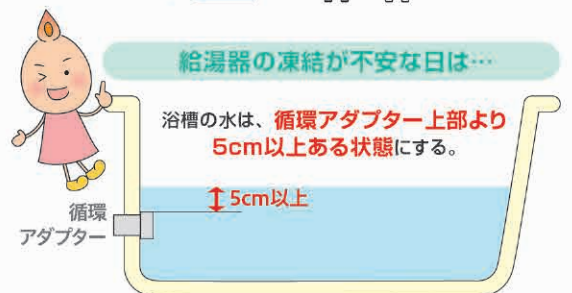 給湯器の凍結が不安な日は…
浴槽の水は、循環アダプター上部より
5cm以上ある状態にする。
5cm以上
循環
アダプター